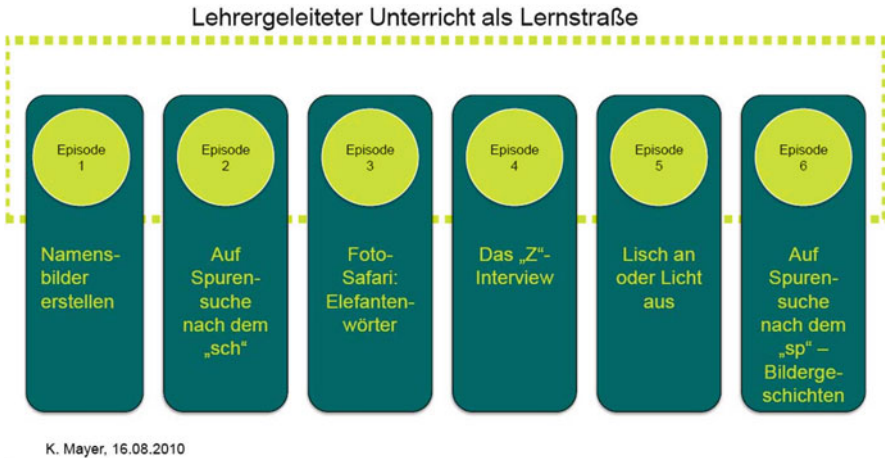 Lehrergeleiteter Unterricht als Lernstraße
Episode
1
Namens-
bilder
erstellen
Episode
2
Auf
Spuren-
suche
nach dem
„sch“
Episode
3
Foto-
Safari:
Elefanten-
wörter
Episode
4
Das „Z“-
Interview
Episode
5
Lisch an
oder Licht
aus
Episode
6
Auf
Spuren-
suche
nach dem
„sp“ –
Bilderge-
schichten
K. Mayer, 16.08.2010